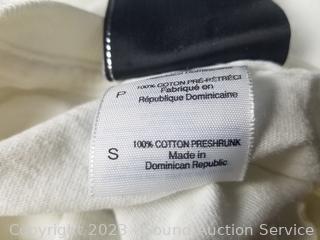 P
100% COTON PRÉ-RÉTRÉCI
Fabriqué en
République Dominicaine
S
100% COTTON PRESHRUNK
Made in
Dominican Republic
Copyright 2023 - Sound Auction Service